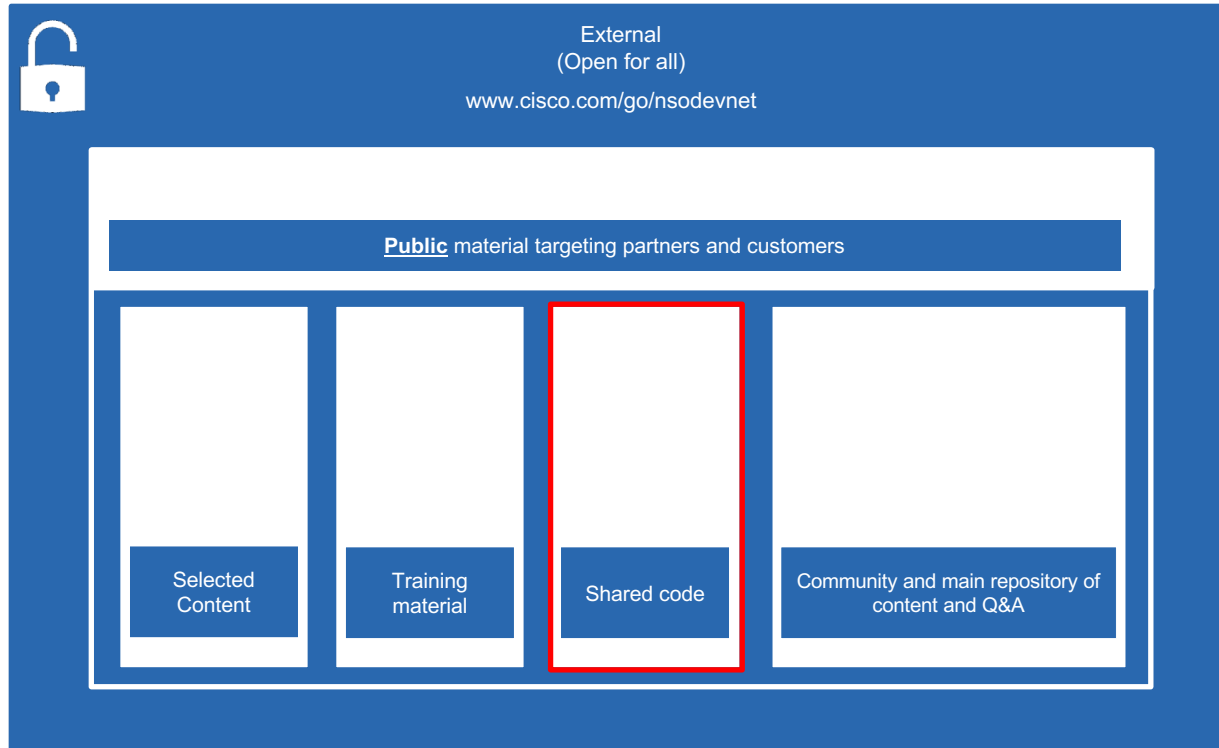 External
(Open for all)
www.cisco.com/go/nsodevnet
Public material targeting partners and customers
Selected
Content
Training
material
Shared code
Community and main repository of
content and Q&A